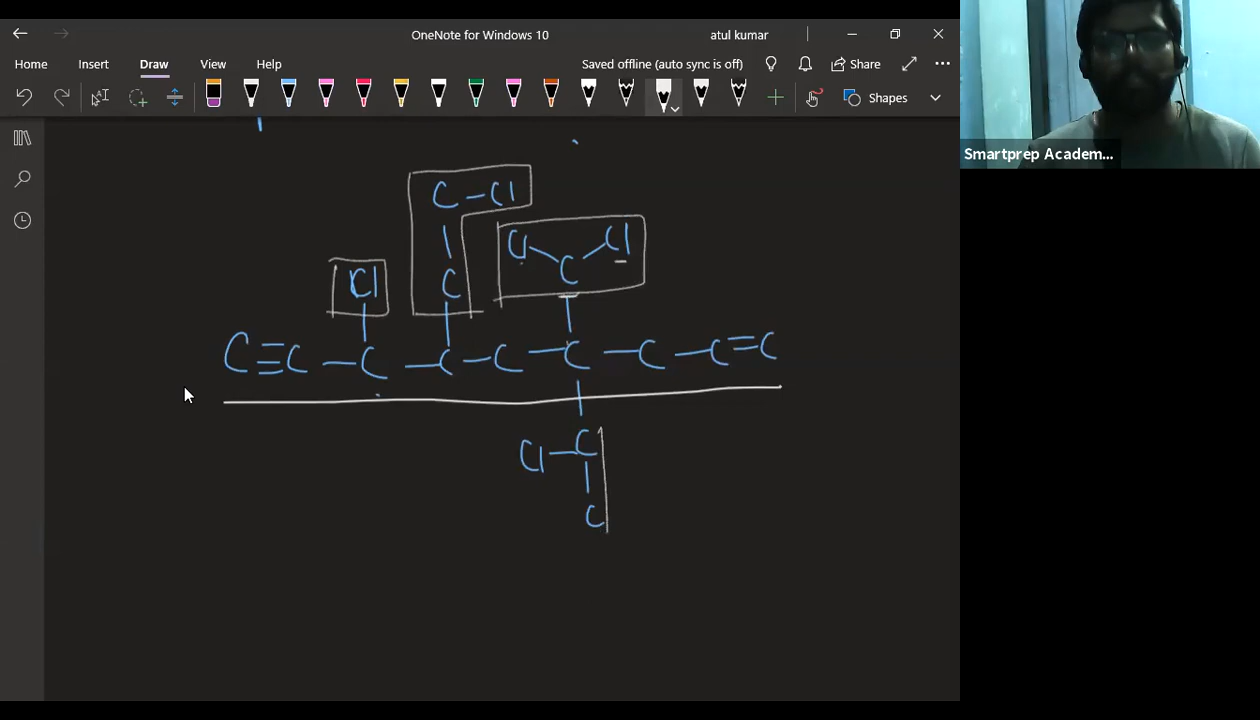 OneNote for Windows 10
atul kumar
Home Insert Draw View Help
Saved offline (auto sync is off)
Share
Shapes
Smartprep Academ...
C - Cl
Cl Cl
Cl C C
C ≡ C - C - C - C - C - C - C = C
Cl - C
C